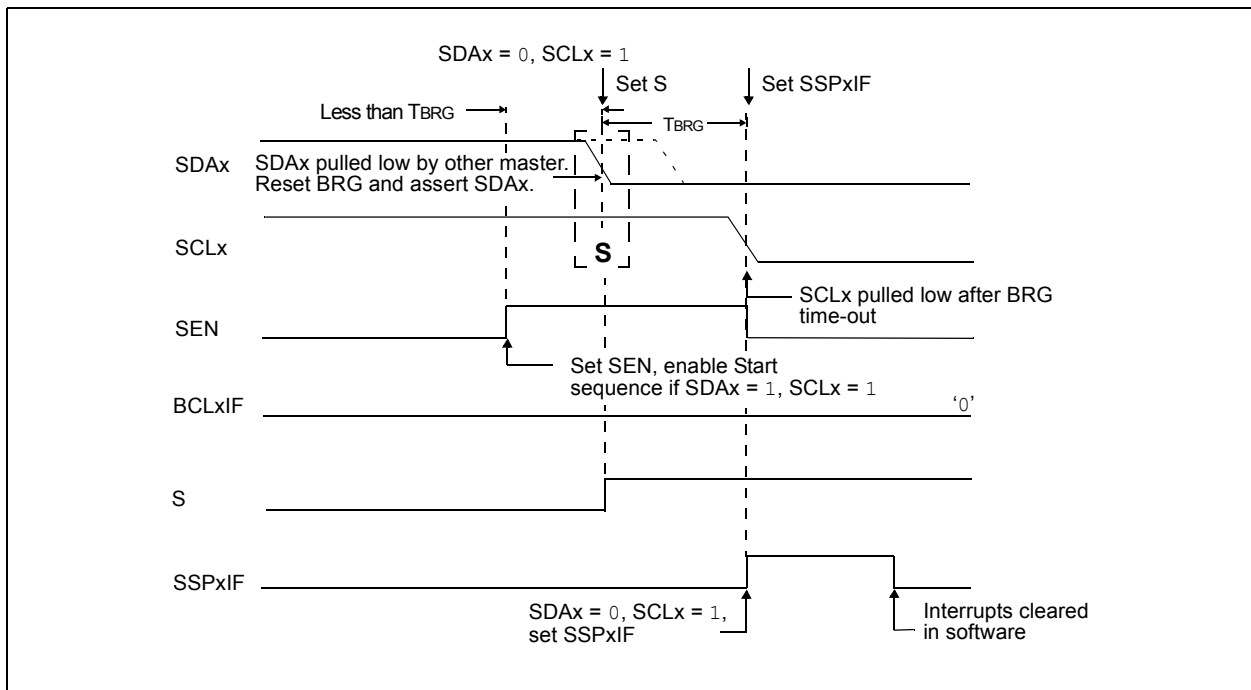 SDAx = 0, SCLx = 1
Set S
Set SSPxIF
Less than TBRG
TBRG
SDAx
SDAx pulled low by other master.
Reset BRG and assert SDAx.
SCLx
S
SCLx pulled low after BRG
time-out
SEN
Set SEN, enable Start
sequence if SDAx = 1, SCLx = 1
BCLxIF
‘0’
S
SSPxIF
SDAx = 0, SCLx = 1,
set SSPxIF
Interrupts cleared
in software